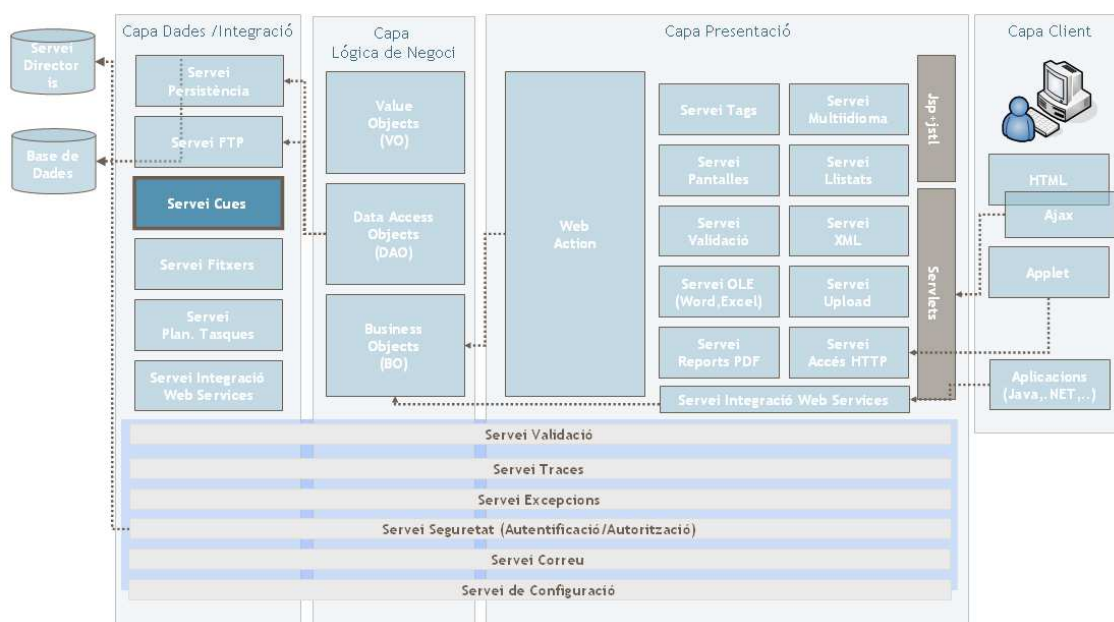 Servei
Director
is
Base de
Dades
Capa Dades /Integració
Servei
Persistència
Servei FTP
Servei Cues
Servei Fitxers
Servei
Plan. Tasques
Servei Integració
Web Services
Capa
Lógica de Negoci
Value
Objects
(VO)
Data Access
Objects
(DAO)
Business
Objects
(BO)
Capa Presentació
Web
Action
Servei Tags
Servei
Multiidioma
Servei
Pantalles
Servei
Llistats
Servei
Validació
Servei
XML
Servei OLE
(Word,Excel)
Servei
Upload
Servei
Reports PDF
Servei
Accés HTTP
Servei Integració Web Services
Jsp+jstl
Servlets
Capa Client
HTML
Ajax
Applet
Aplicacions
(Java,.NET,..)
Servei Validació
Servei Traces
Servei Excepcions
Servei Seguretat (Autentificació/Autorització)
Servei Correu
Servei de Configuració